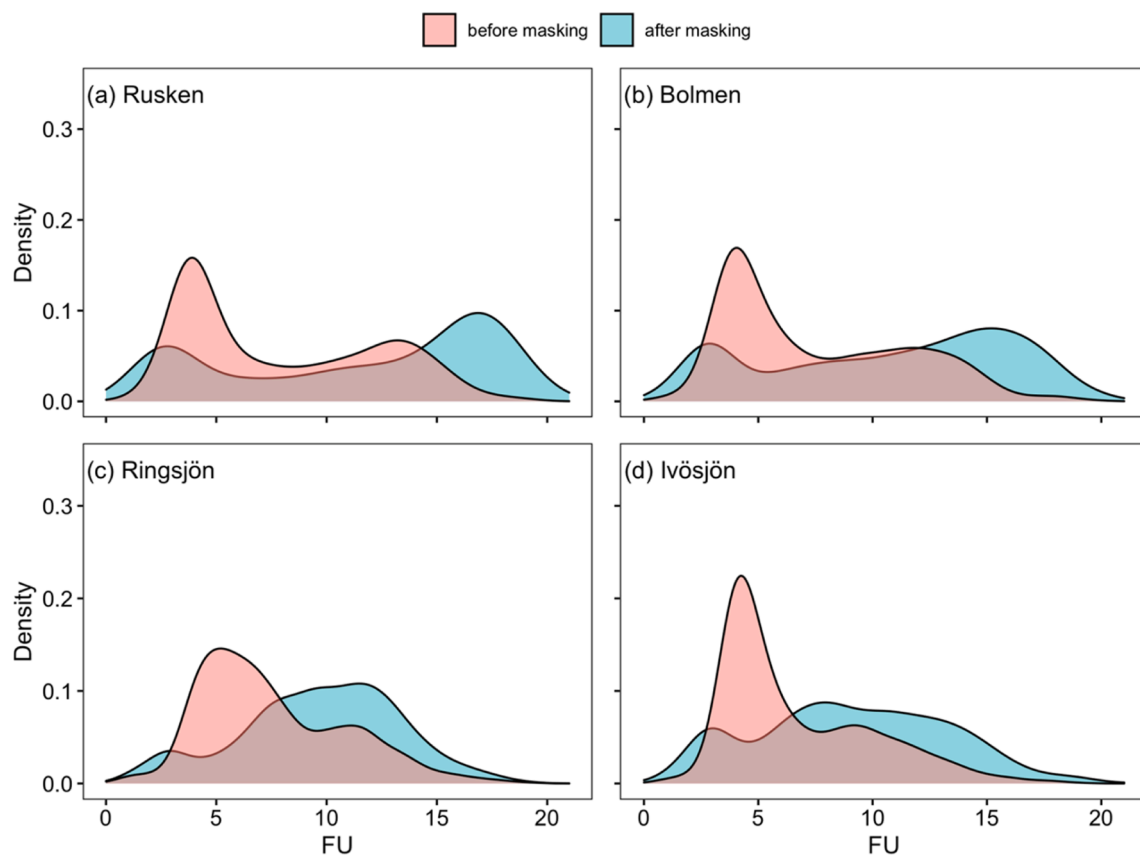 before masking after masking
(a) Rusken (b) Bolmen
0.3
0.2
Density
0.1
0.0
(c) Ringsjön (d) Ivösjön
0.3
0.2
Density
0.1
0.0
0 5 10 15 20 0 5 10 15 20
FU FU